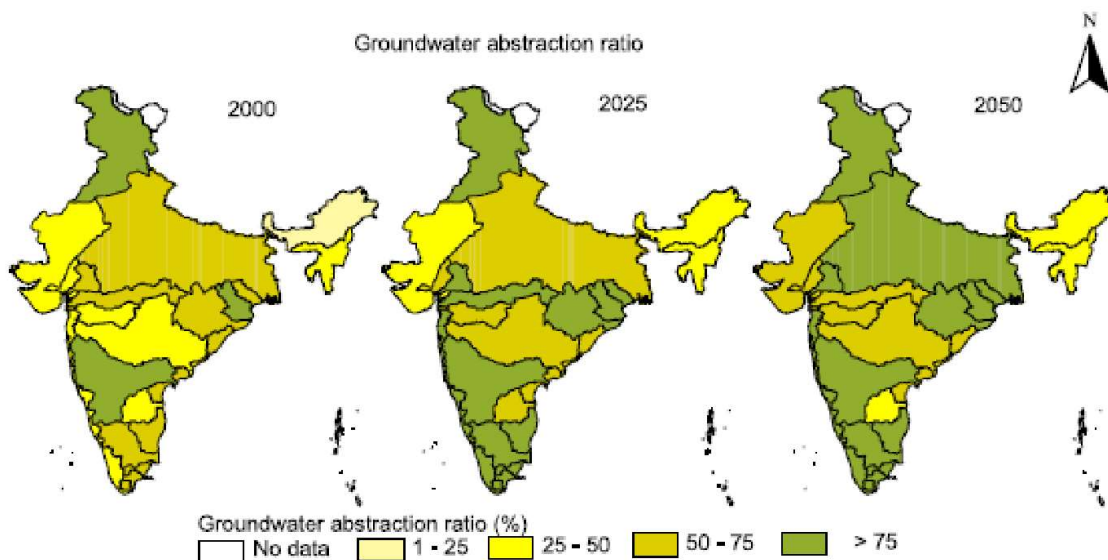 N
Groundwater abstraction ratio
2000
2025
2050
Groundwater abstraction ratio (%)
No data
1 - 25
25 - 50
50 - 75
> 75